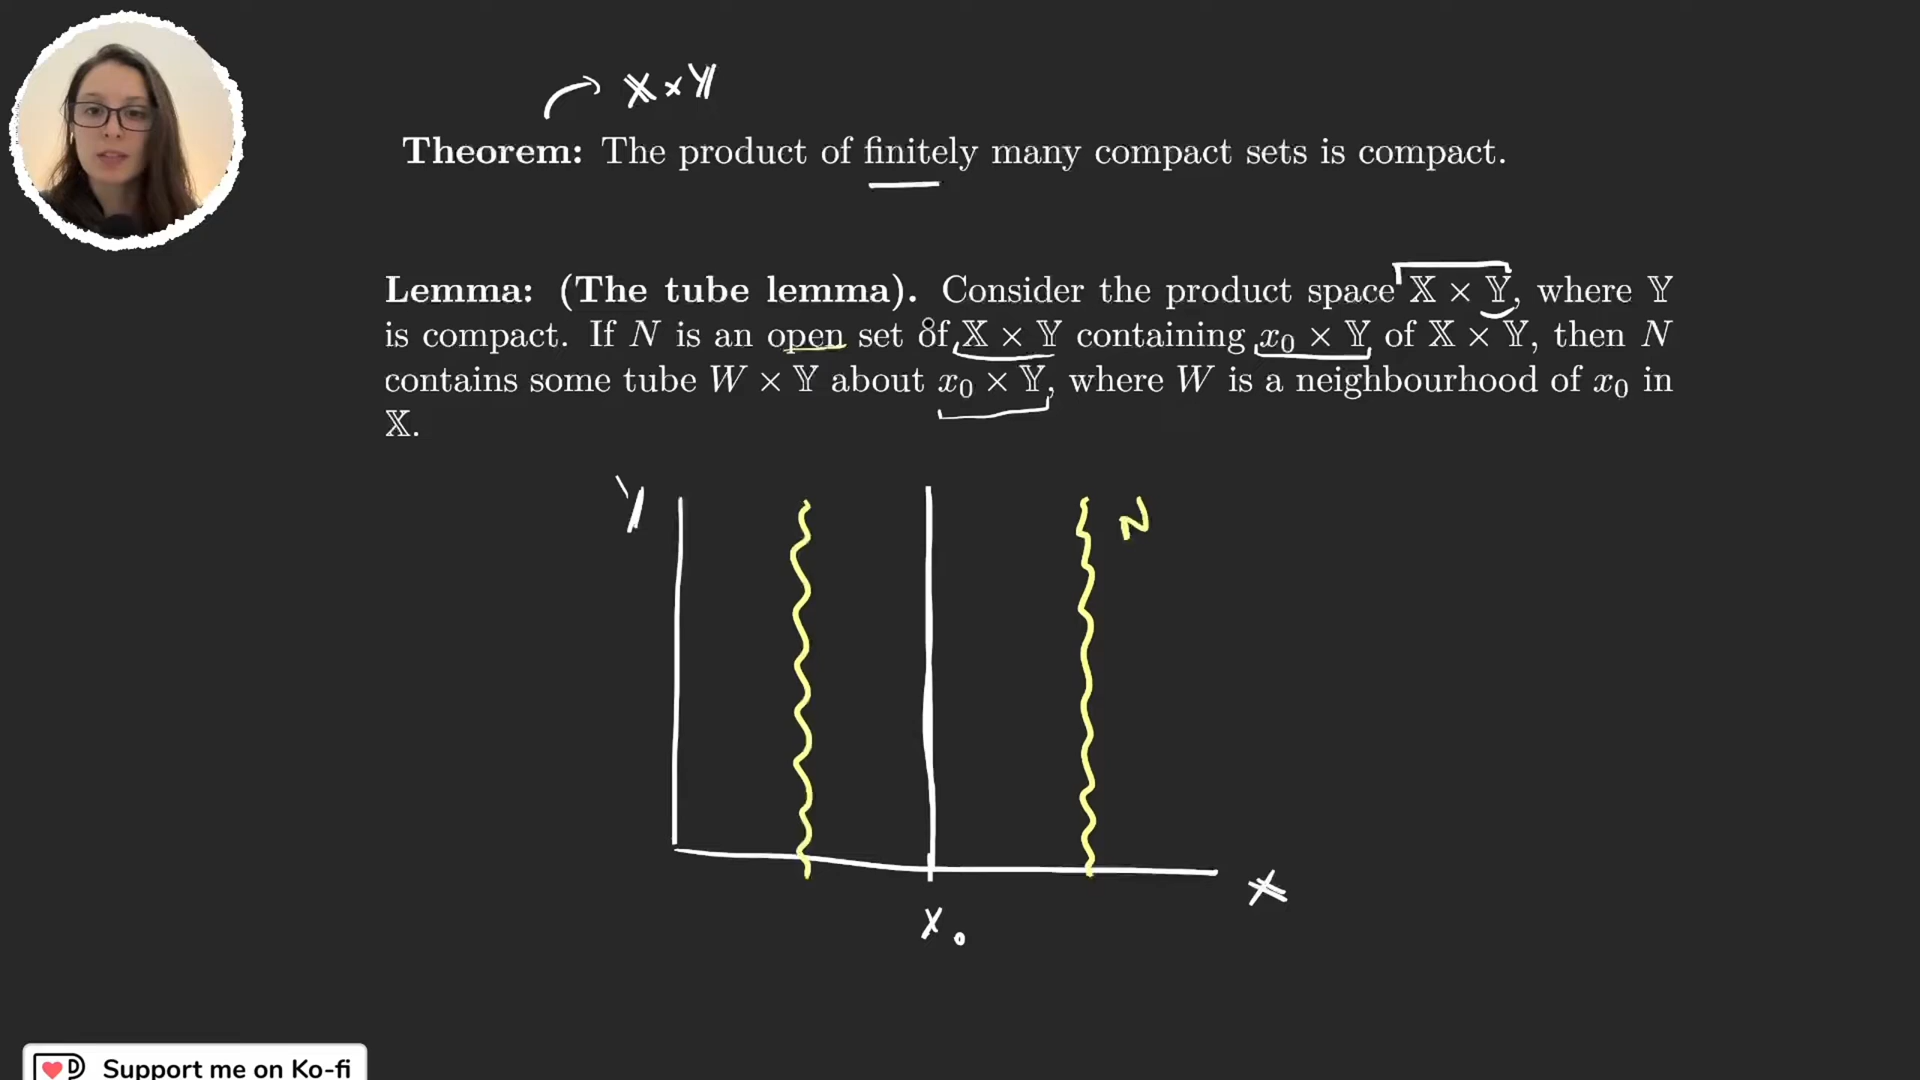 𝕏 × 𝕐
Theorem: The product of finitely many compact sets is compact.
Lemma: (The tube lemma). Consider the product space 𝕏 × 𝕐, where 𝕐
is compact. If N is an open set of 𝕏 × 𝕐 containing x₀ × 𝕐 of 𝕏 × 𝕐, then N
contains some tube W × 𝕐 about x₀ × 𝕐, where W is a neighbourhood of x₀ in
𝕏.
𝕐
N
𝕏
x₀
Support me on Ko-fi